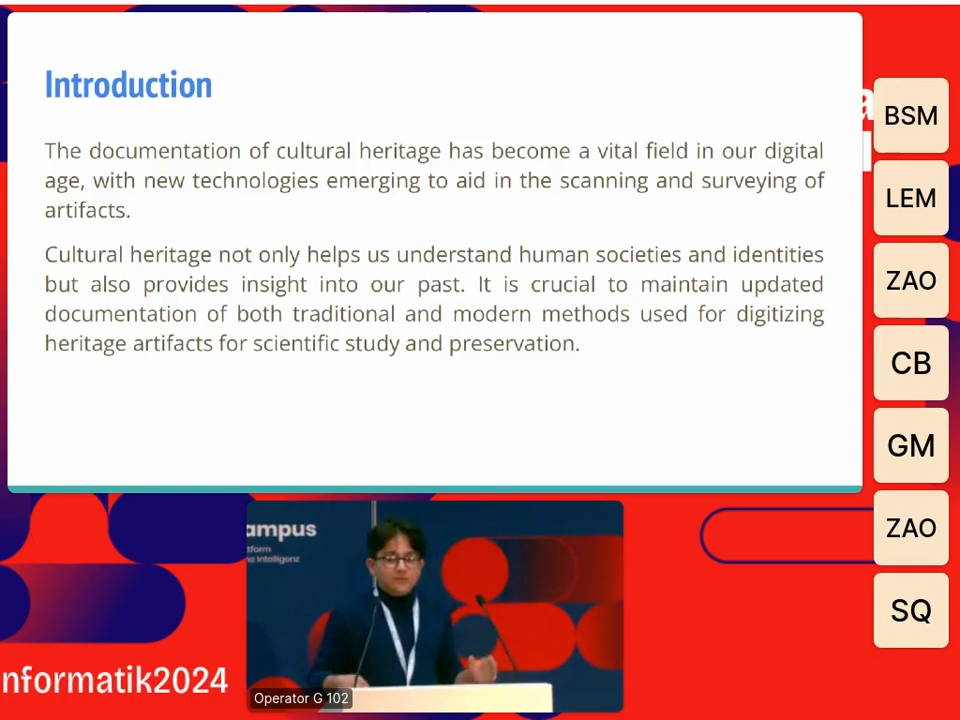 Introduction
The documentation of cultural heritage has become a vital field in our digital
age, with new technologies emerging to aid in the scanning and surveying of
artifacts.
Cultural heritage not only helps us understand human societies and identities
but also provides insight into our past. It is crucial to maintain updated
documentation of both traditional and modern methods used for digitizing
heritage artifacts for scientific study and preservation.
BSM
LEM
ZAO
CB
GM
ZAO
SQ
ampus
tform
he Intelligenz
Operator G 102
nformatik2024